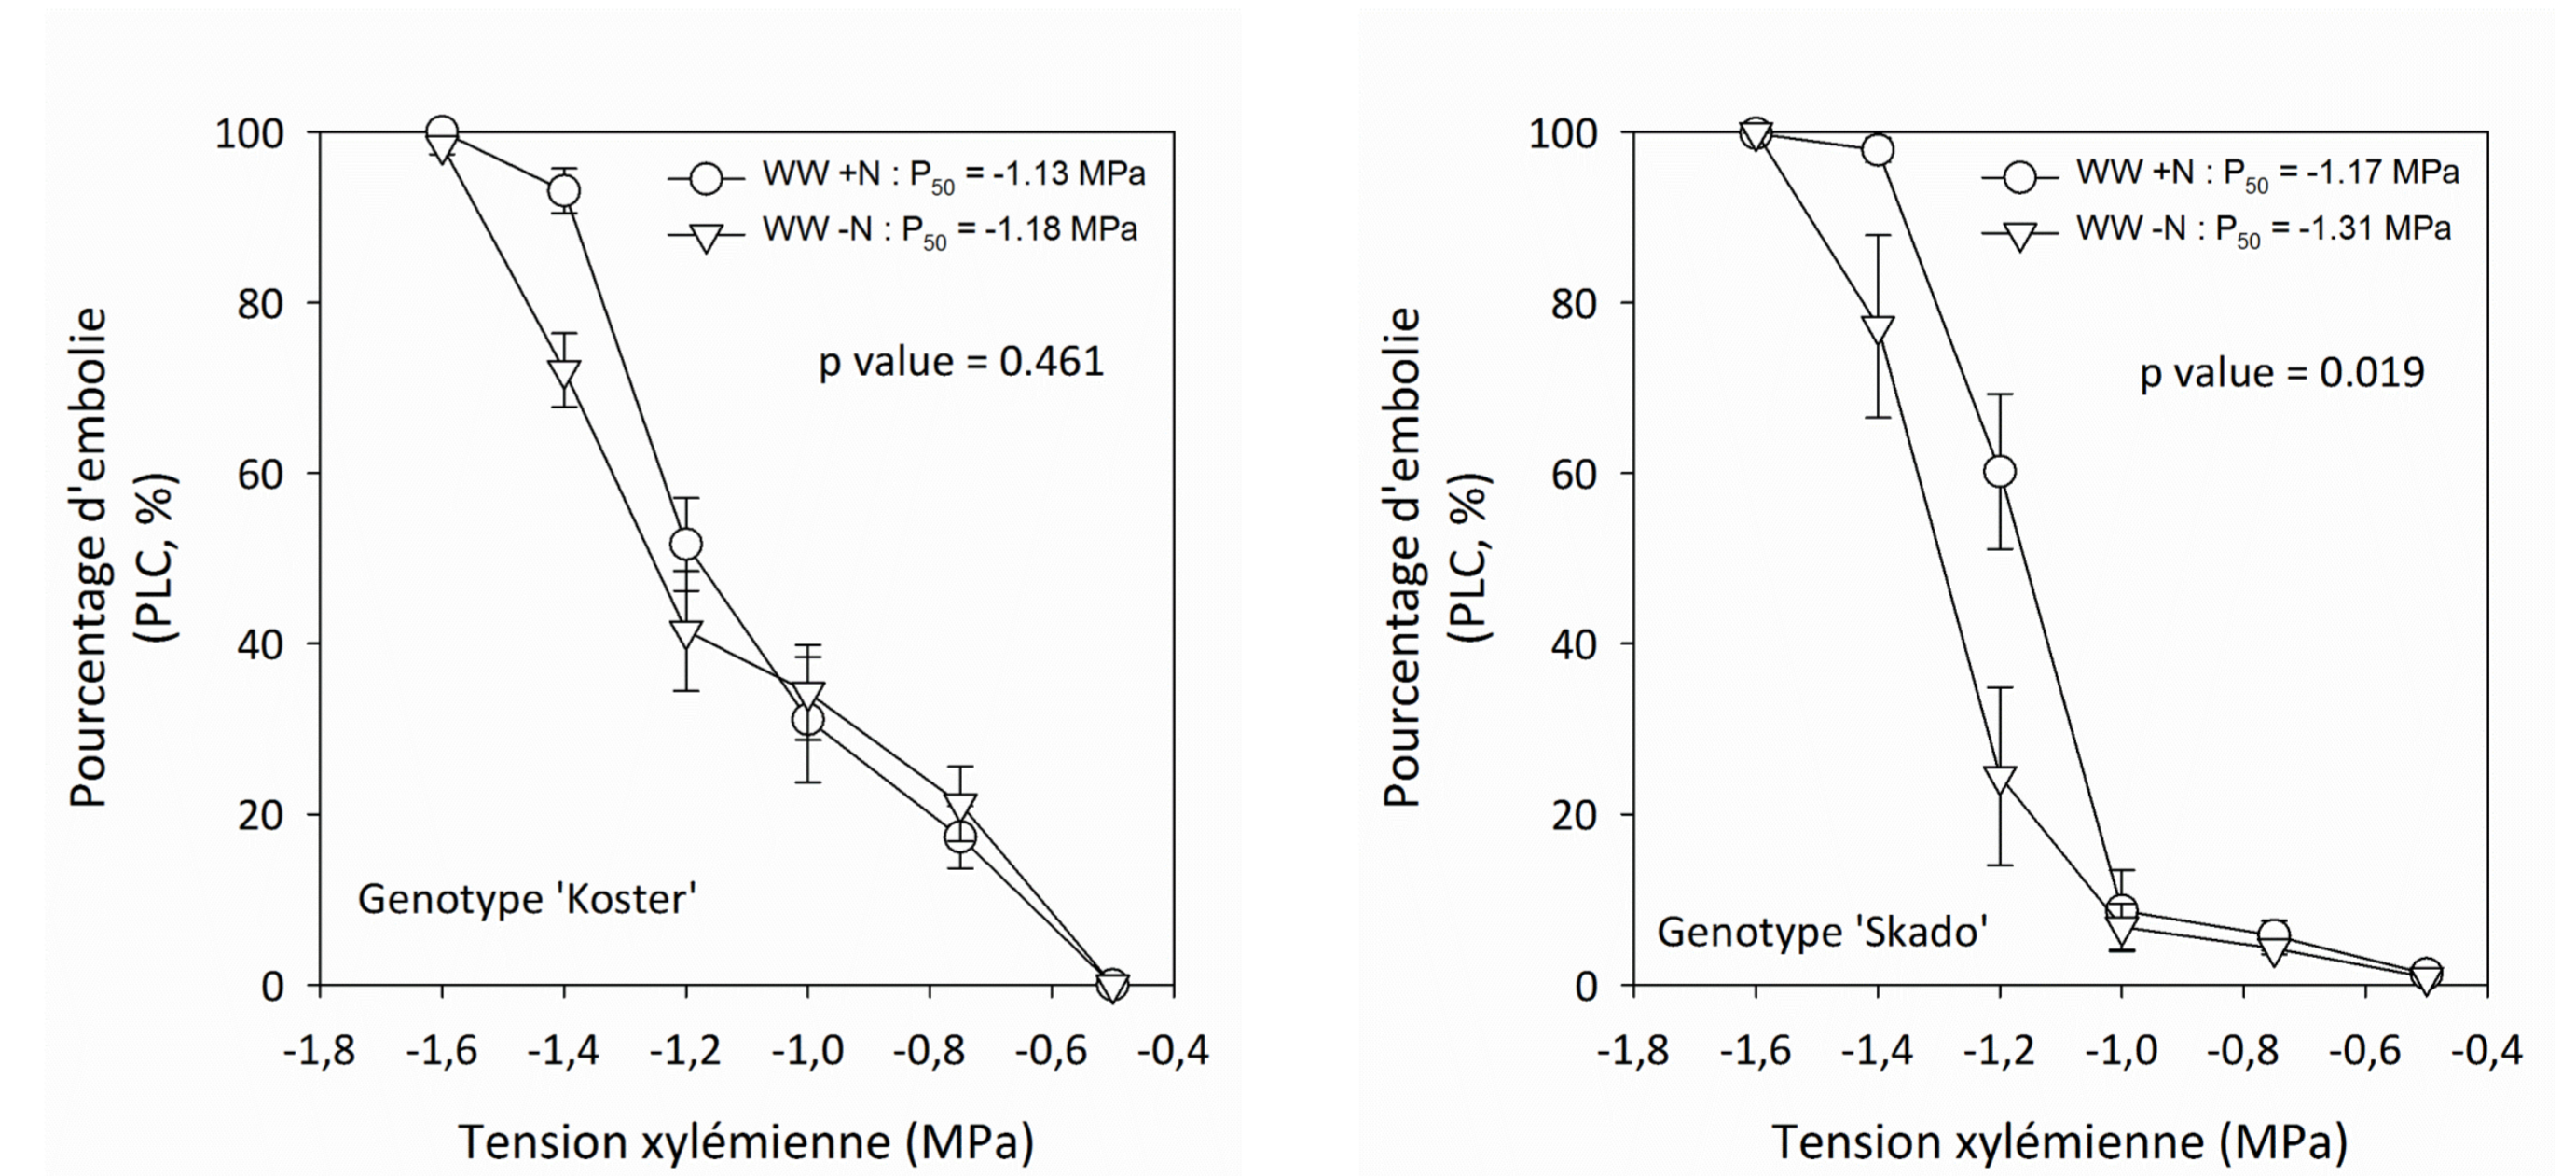 Pourcentage d'embolie
(PLC, %)
100
80
60
40
20
0
WW +N : P50 = -1.13 MPa
WW -N : P50 = -1.18 MPa
p value = 0.461
Genotype 'Koster'
-1,8 -1,6 -1,4 -1,2 -1,0 -0,8 -0,6 -0,4
Tension xylémienne (MPa)
Pourcentage d'embolie
(PLC, %)
100
80
60
40
20
0
WW +N : P50 = -1.17 MPa
WW -N : P50 = -1.31 MPa
p value = 0.019
Genotype 'Skado'
-1,8 -1,6 -1,4 -1,2 -1,0 -0,8 -0,6 -0,4
Tension xylémienne (MPa)